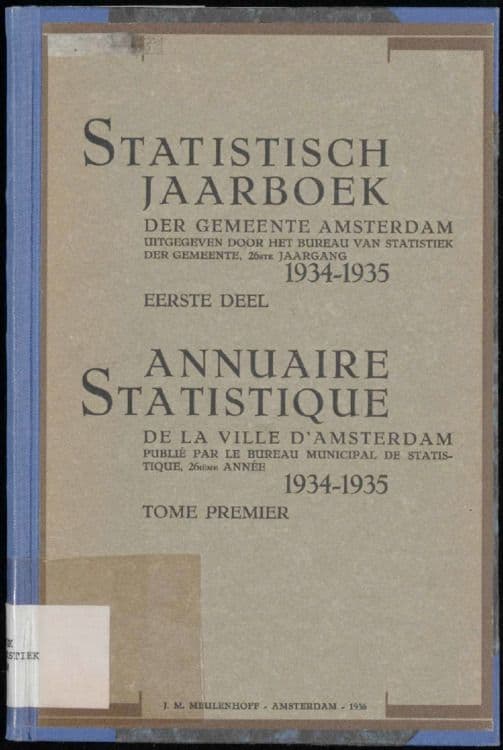 STATISTISCH
JAARBOEK
DER GEMEENTE AMSTERDAM
UITGEGEVEN DOOR HET BUREAU VAN STATISTIEK
DER GEMEENTE, 26STE JAARGANG
1934-1935
EERSTE DEEL
ANNUAIRE
STATISTIQUE
DE LA VILLE D'AMSTERDAM
PUBLIÉ PAR LE BUREAU MUNICIPAL DE STATIS-
TIQUE, 26IÈME ANNÉE
1934-1935
TOME PREMIER
STIEK
J. M. MEULENHOFF - AMSTERDAM - 1936